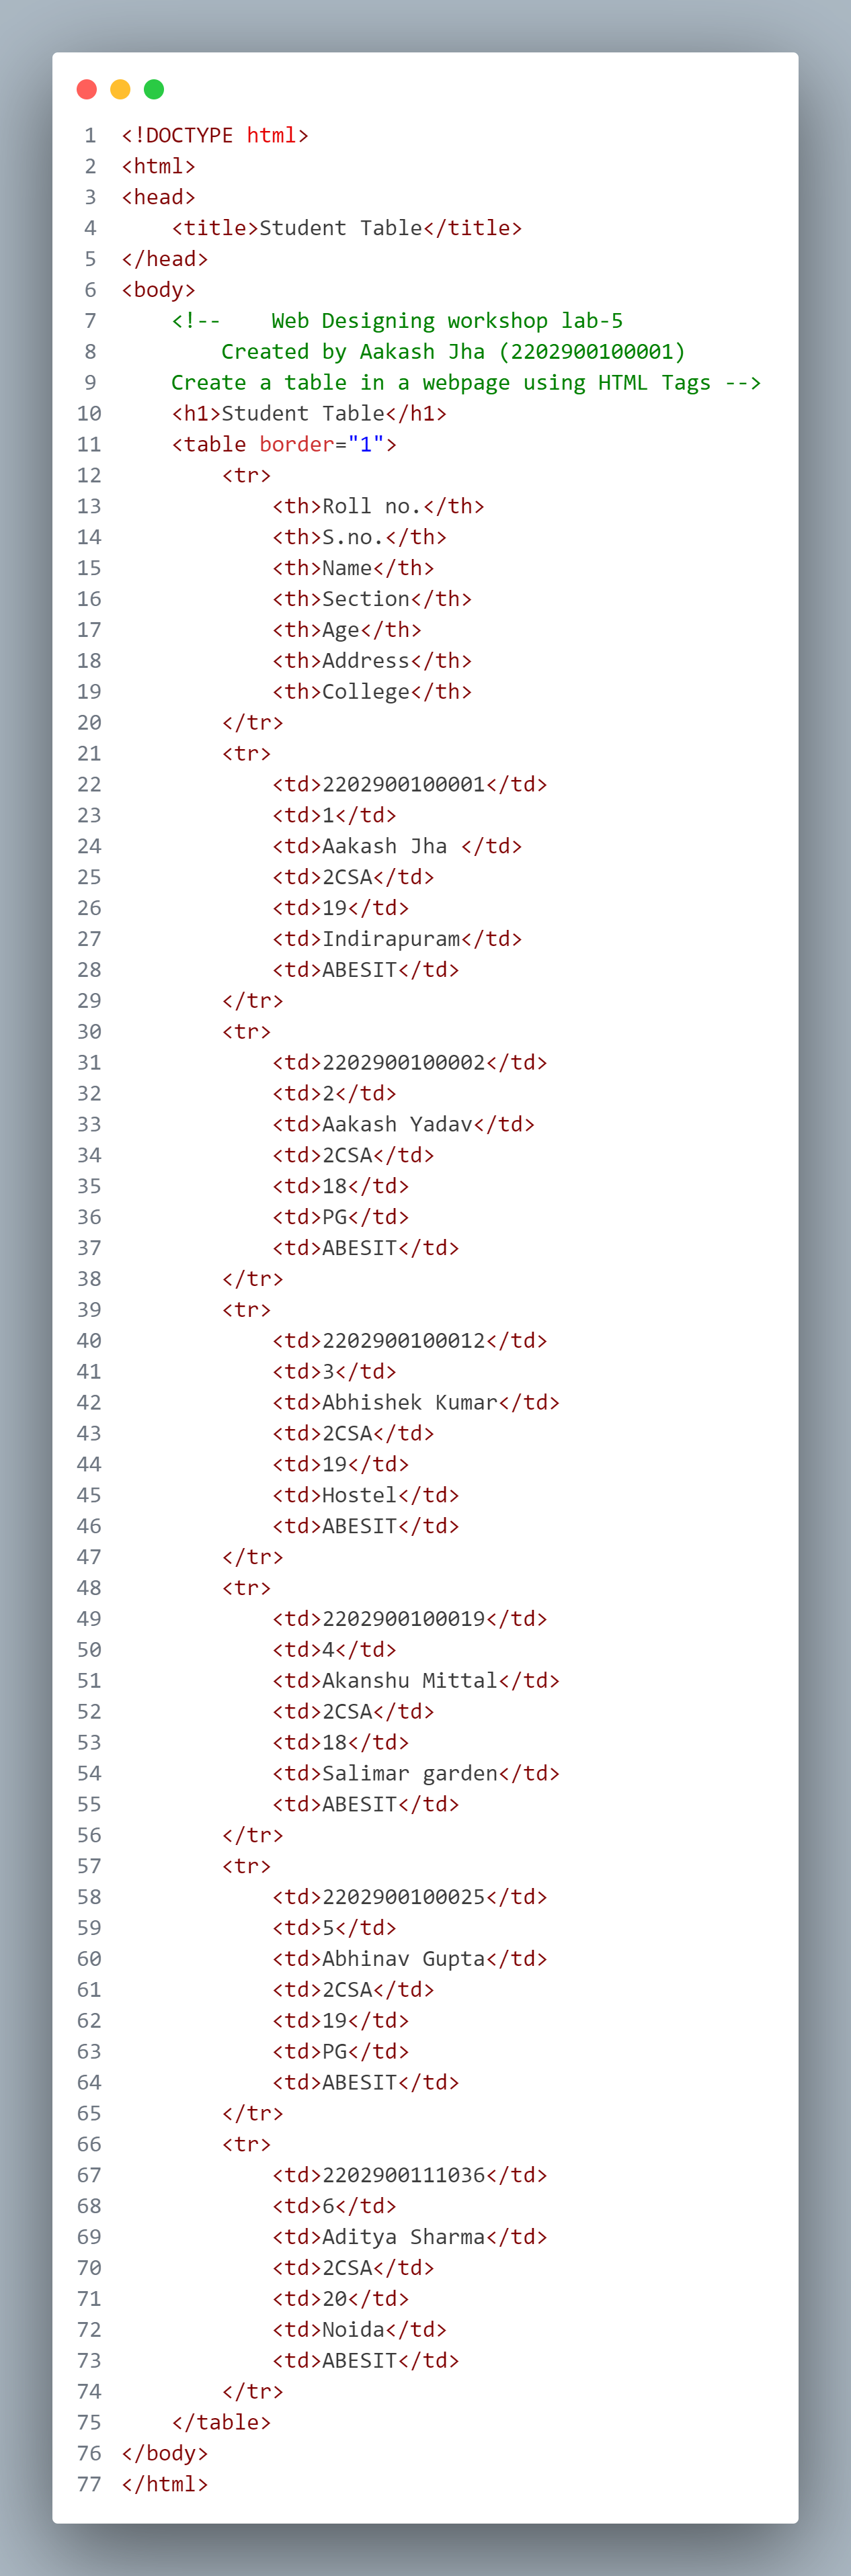 1 <!DOCTYPE html>
2 <html>
3 <head>
4     <title>Student Table</title>
5 </head>
6 <body>
7     <!--    Web Designing workshop lab-5
8         Created by Aakash Jha (2202900100001)
9     Create a table in a webpage using HTML Tags -->
10     <h1>Student Table</h1>
11     <table border="1">
12         <tr>
13             <th>Roll no.</th>
14             <th>S.no.</th>
15             <th>Name</th>
16             <th>Section</th>
17             <th>Age</th>
18             <th>Address</th>
19             <th>College</th>
20         </tr>
21         <tr>
22             <td>2202900100001</td>
23             <td>1</td>
24             <td>Aakash Jha </td>
25             <td>2CSA</td>
26             <td>19</td>
27             <td>Indirapuram</td>
28             <td>ABESIT</td>
29         </tr>
30         <tr>
31             <td>2202900100002</td>
32             <td>2</td>
33             <td>Aakash Yadav</td>
34             <td>2CSA</td>
35             <td>18</td>
36             <td>PG</td>
37             <td>ABESIT</td>
38         </tr>
39         <tr>
40             <td>2202900100012</td>
41             <td>3</td>
42             <td>Abhishek Kumar</td>
43             <td>2CSA</td>
44             <td>19</td>
45             <td>Hostel</td>
46             <td>ABESIT</td>
47         </tr>
48         <tr>
49             <td>2202900100019</td>
50             <td>4</td>
51             <td>Akanshu Mittal</td>
52             <td>2CSA</td>
53             <td>18</td>
54             <td>Salimar garden</td>
55             <td>ABESIT</td>
56         </tr>
57         <tr>
58             <td>2202900100025</td>
59             <td>5</td>
60             <td>Abhinav Gupta</td>
61             <td>2CSA</td>
62             <td>19</td>
63             <td>PG</td>
64             <td>ABESIT</td>
65         </tr>
66         <tr>
67             <td>2202900111036</td>
68             <td>6</td>
69             <td>Aditya Sharma</td>
70             <td>2CSA</td>
71             <td>20</td>
72             <td>Noida</td>
73             <td>ABESIT</td>
74         </tr>
75     </table>
76 </body>
77 </html>